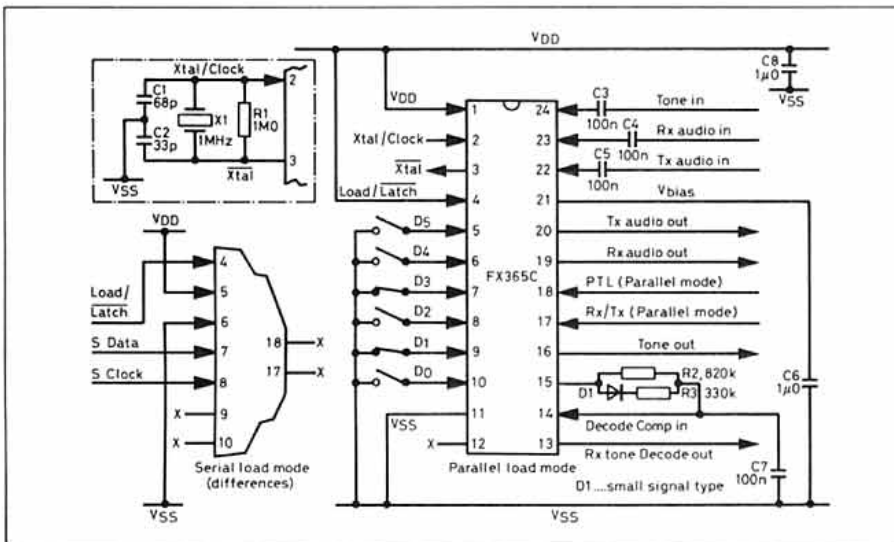 VDD
C8
1µ0
VSS
Xtal/Clock
2
C1
68p
X1
1MHz
R1
1M0
C2
33p
Xtal
3
VSS
VDD
1
24
C3
100n
Tone in
Xtal/Clock
2
23
C4
100n
Rx audio in
Xtal
3
22
C5
100n
Tx audio in
Load/Latch
4
21
Vbias
D5
5
20
Tx audio out
D4
6
19
Rx audio out
FX365C
D3
7
18
PTL (Parallel mode)
D2
8
17
Rx/Tx (Parallel mode)
D1
9
16
Tone out
D0
10
15
R2, 820k
D1
R3 330k
C6
1µ0
VSS
11
14
Decode Comp in
X
12
13
Rx tone Decode out
C7
100n
Parallel load mode
D1....small signal type
VSS
VDD
4
Load/
Latch
5
6
18
X
S Data
7
17
X
S Clock
8
X
9
X
10
Serial load mode
(differences)
VSS